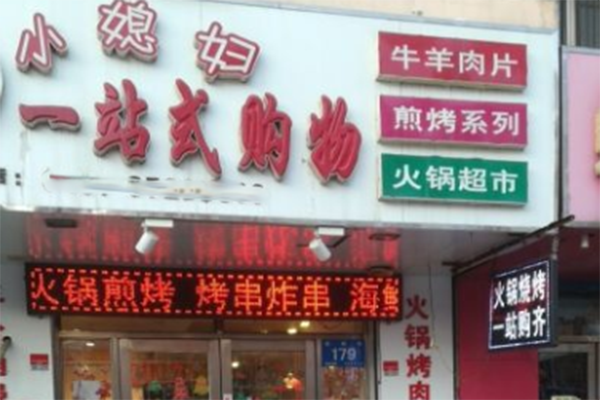 小媳妇
一站式购物
牛羊肉片
煎烤系列
火锅超市
火锅煎烤 烤串炸串 海鲜
火锅烧烤
一站购齐
火锅烤肉
179